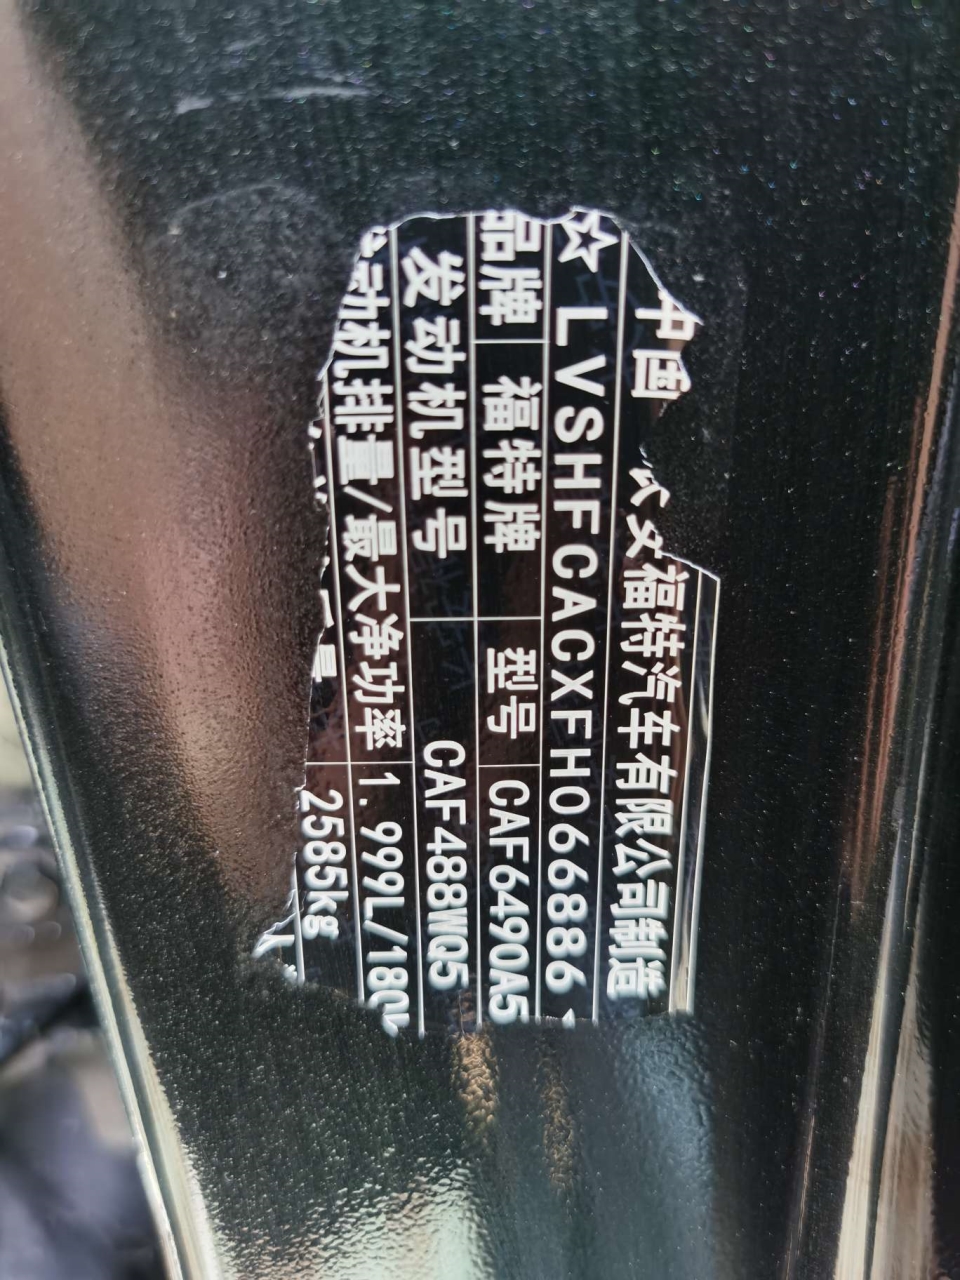 中国 长安福特汽车有限公司制造
☆LVSHFCACXFH066886
品牌 福特牌 型号 CAF6490A5
发动机型号 CAF488WQ5
发动机排量/最大净功率 1.999L/180
2585kg